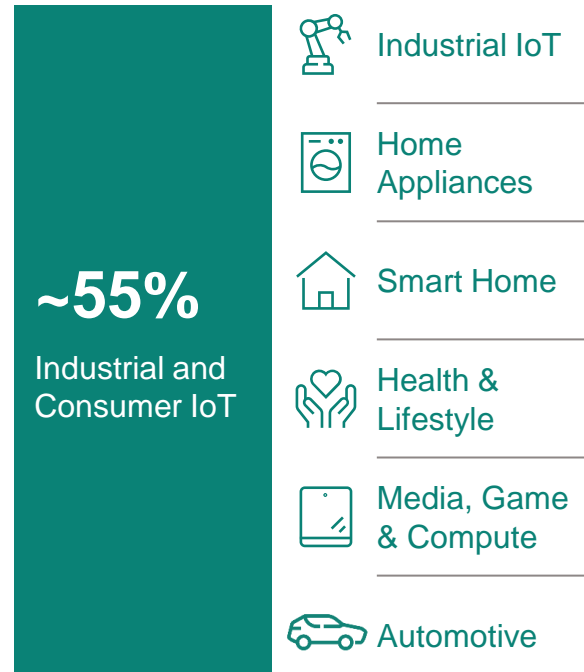 ~55%
Industrial and
Consumer IoT
Industrial IoT
Home
Appliances
Smart Home
Health &
Lifestyle
Media, Game
& Compute
Automotive